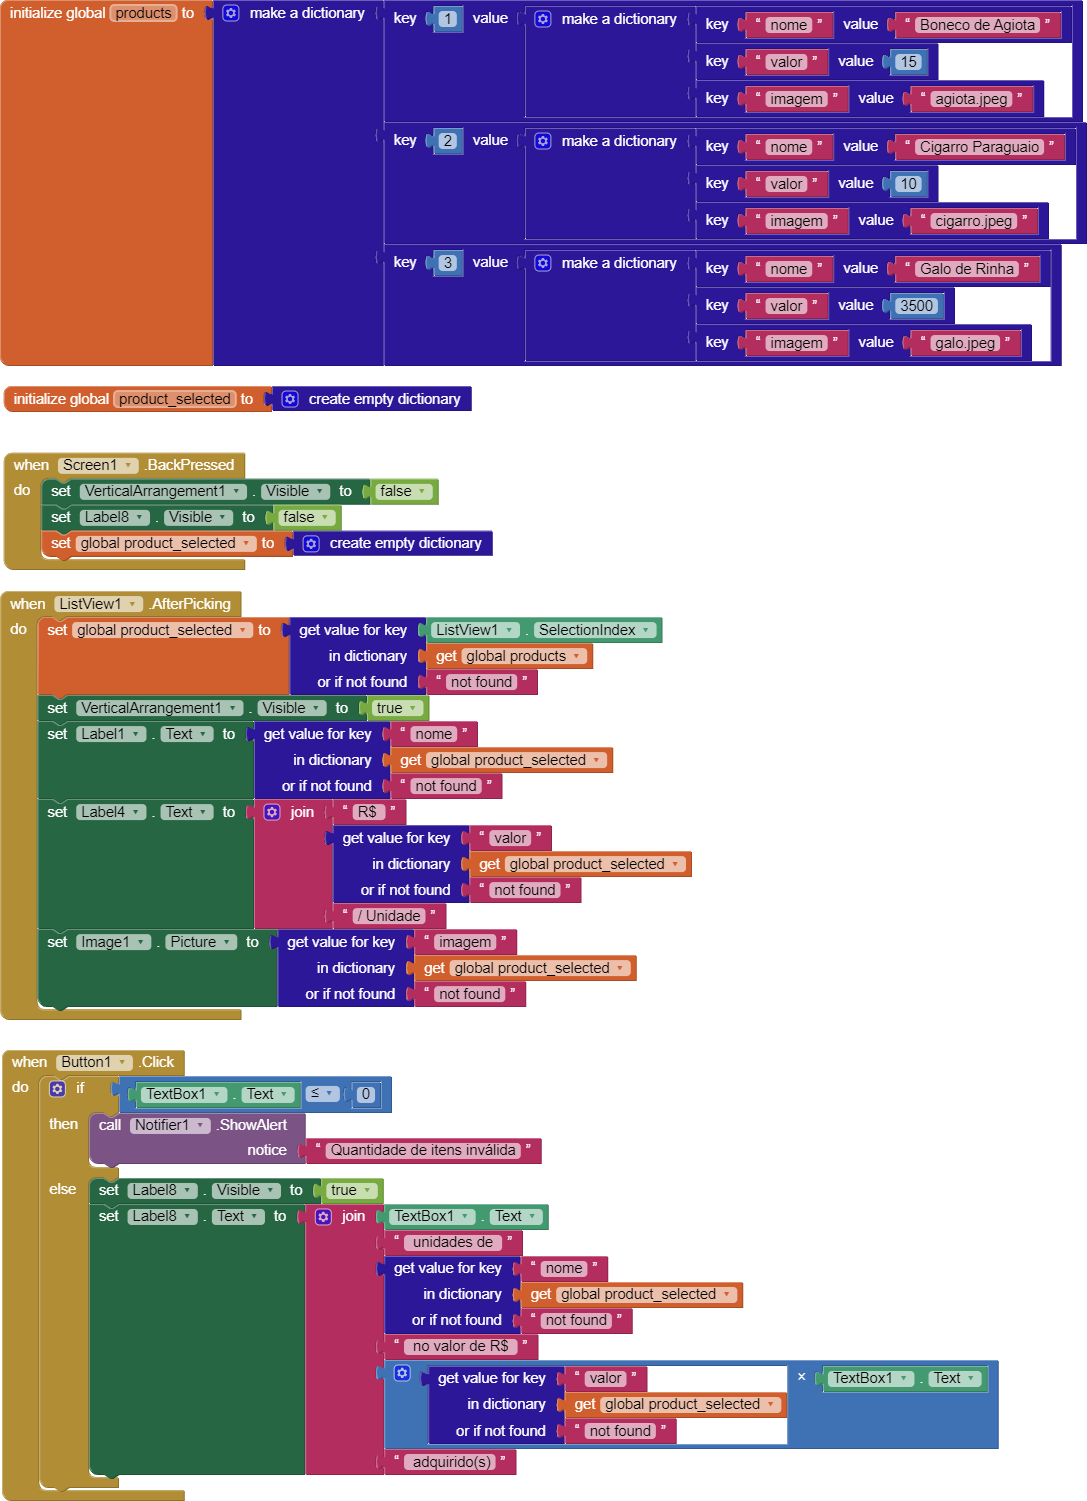 initialize global products to make a dictionary key 1 value make a dictionary key " nome " value " Boneco de Agiota "
key " valor " value 15
key " imagem " value " agiota.jpeg "
key 2 value make a dictionary key " nome " value " Cigarro Paraguaio "
key " valor " value 10
key " imagem " value " cigarro.jpeg "
key 3 value make a dictionary key " nome " value " Galo de Rinha "
key " valor " value 3500
key " imagem " value " galo.jpeg "
initialize global product_selected to create empty dictionary
when Screen1 .BackPressed
do set VerticalArrangement1 . Visible to false
set Label8 . Visible to false
set global product_selected to create empty dictionary
when ListView1 .AfterPicking
do set global product_selected to get value for key ListView1 . SelectionIndex
in dictionary get global products
or if not found " not found "
set VerticalArrangement1 . Visible to true
set Label1 . Text to get value for key " nome "
in dictionary get global product_selected
or if not found " not found "
set Label4 . Text to join " R$ "
get value for key " valor "
in dictionary get global product_selected
or if not found " not found "
" / Unidade "
set Image1 . Picture to get value for key " imagem "
in dictionary get global product_selected
or if not found " not found "
when Button1 .Click
do if TextBox1 . Text ≤ 0
then call Notifier1 .ShowAlert
notice " Quantidade de itens inválida "
else set Label8 . Visible to true
set Label8 . Text to join TextBox1 . Text
" unidades de "
get value for key " nome "
in dictionary get global product_selected
or if not found " not found "
" no valor de R$ "
get value for key " valor " × TextBox1 . Text
in dictionary get global product_selected
or if not found " not found "
" adquirido(s) "